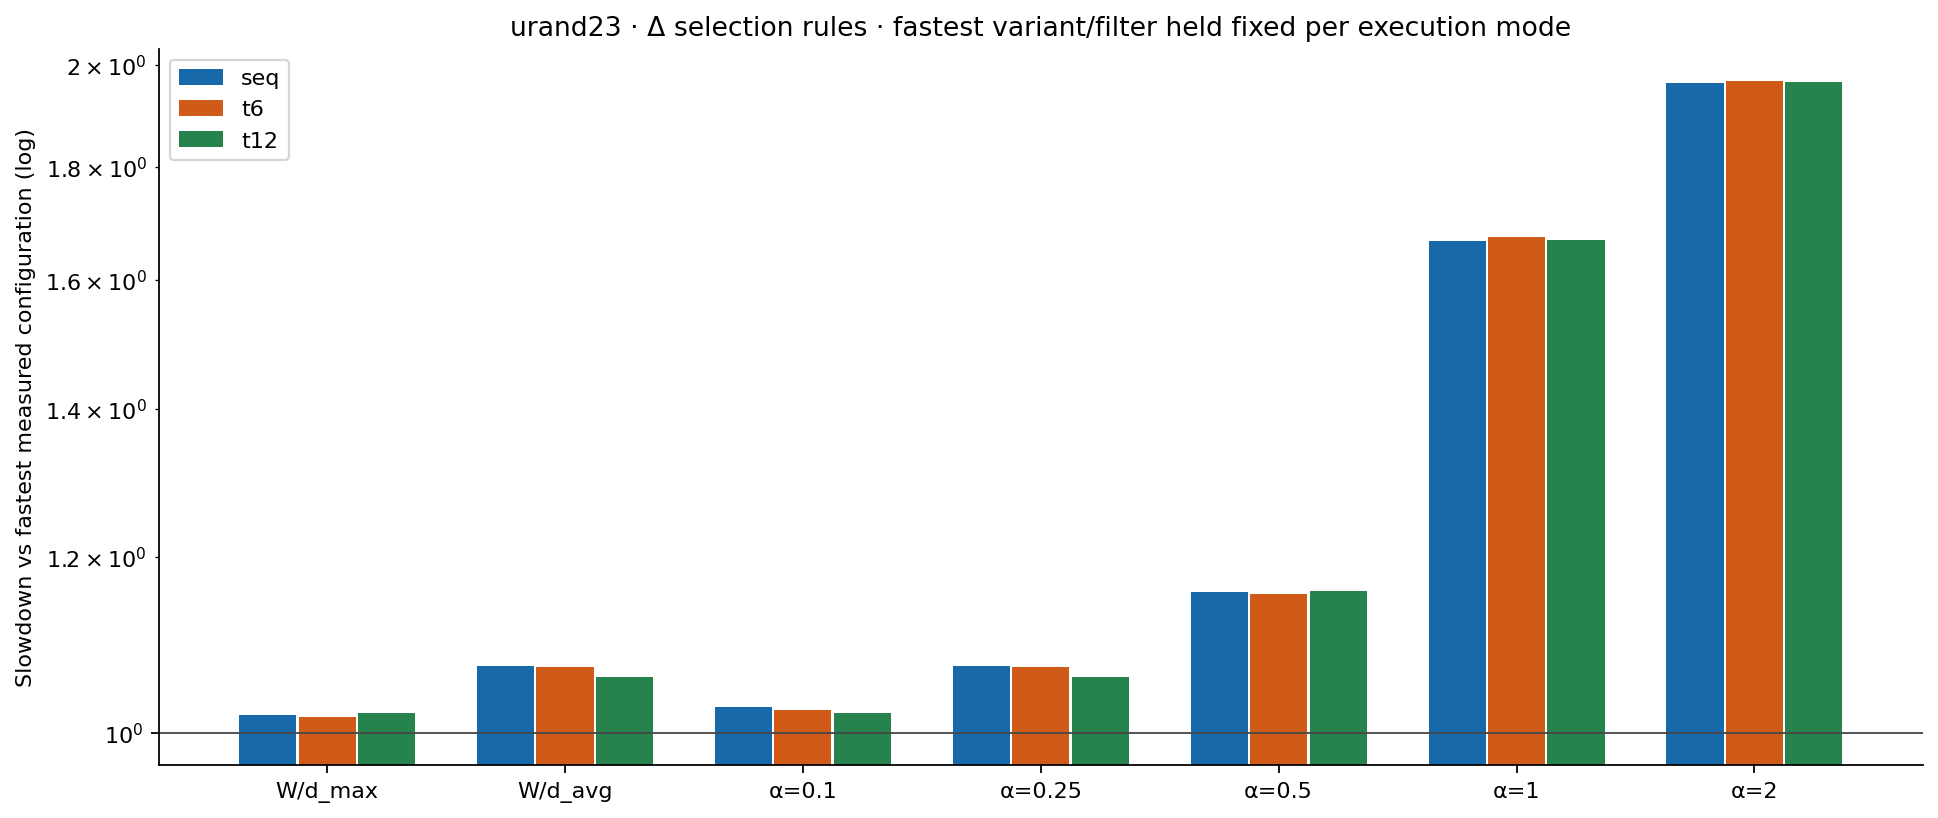 urand23 · Δ selection rules · fastest variant/filter held fixed per execution mode
Slowdown vs fastest measured configuration (log)
2 × 10⁰
1.8 × 10⁰
1.6 × 10⁰
1.4 × 10⁰
1.2 × 10⁰
10⁰
seq
t6
t12
W/d_max
W/d_avg
α=0.1
α=0.25
α=0.5
α=1
α=2